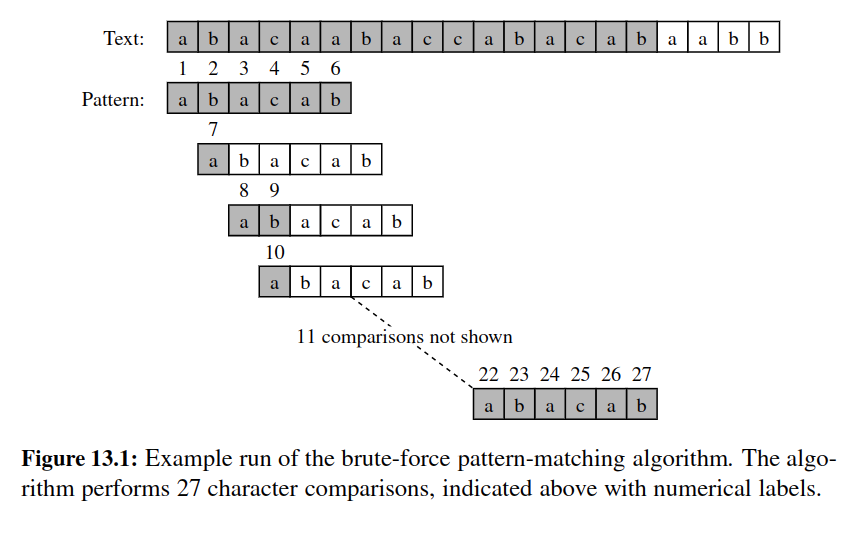 Text: a b a c a a b a c c a b a c a b a a b b
1 2 3 4 5 6
Pattern: a b a c a b
7
a b a c a b
8 9
a b a c a b
10
a b a c a b
11 comparisons not shown
22 23 24 25 26 27
a b a c a b
Figure 13.1: Example run of the brute-force pattern-matching algorithm. The algo-
rithm performs 27 character comparisons, indicated above with numerical labels.